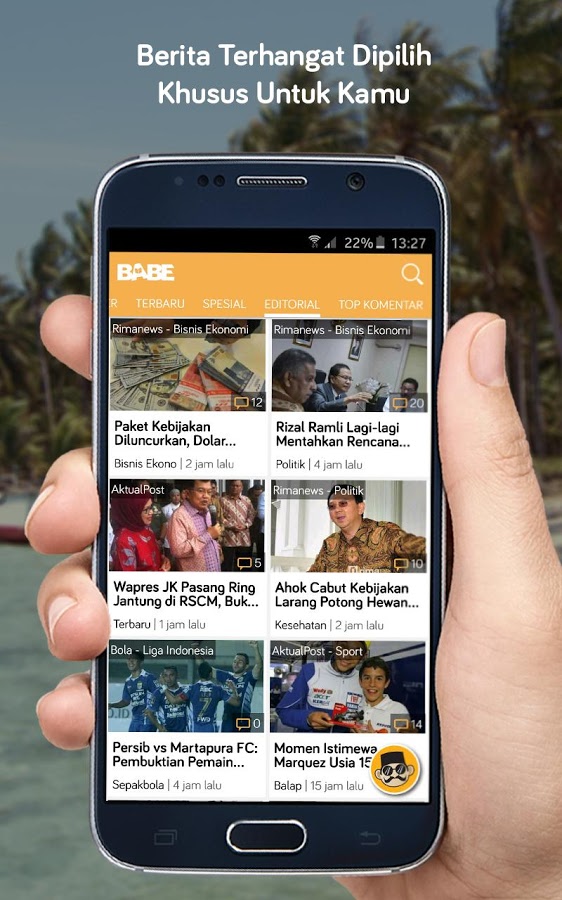 Berita Terhangat Dipilih
Khusus Untuk Kamu
22% 13:27
BABE
R TERBARU SPESIAL EDITORIAL TOP KOMENTAR
Rimanews - Bisnis Ekonomi
12
Paket Kebijakan
Diluncurkan, Dolar...
Bisnis Ekono | 2 jam lalu
Rimanews - Bisnis Ekonomi
20
Rizal Ramli Lagi-lagi
Mentahkan Rencana...
Politik | 4 jam lalu
AktualPost
5
Wapres JK Pasang Ring
Jantung di RSCM, Buk...
Terbaru | 1 jam lalu
Rimanews - Politik
10
Ahok Cabut Kebijakan
Larang Potong Hewan...
Kesehatan | 2 jam lalu
Bola - Liga Indonesia
0
Persib vs Martapura FC:
Pembuktian Pemain...
Sepakbola | 4 jam lalu
AktualPost - Sport
14
Momen Istimewa
Marquez Usia 15
Balap | 15 jam lalu